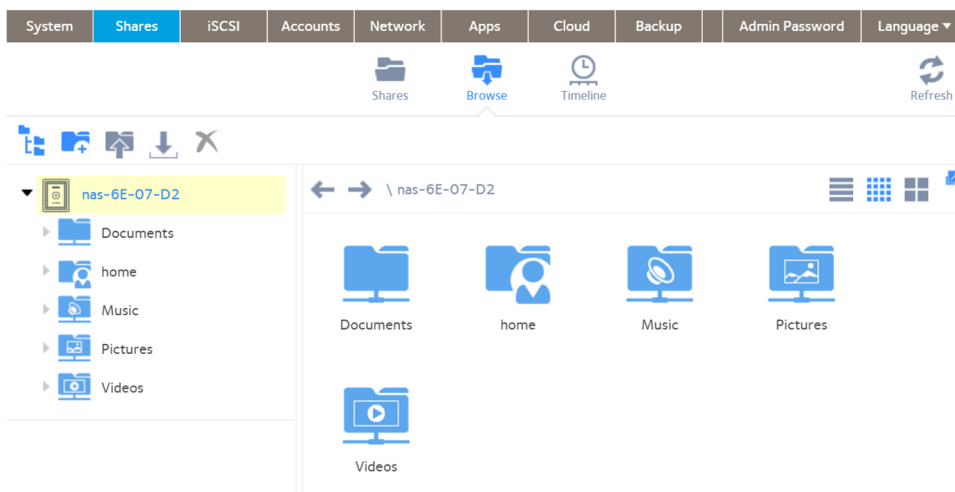 System Shares iSCSI Accounts Network Apps Cloud Backup Admin Password Language
Shares Browse Timeline Refresh
nas-6E-07-D2
Documents
home
Music
Pictures
Videos
\ nas-6E-07-D2
Documents home Music Pictures
Videos